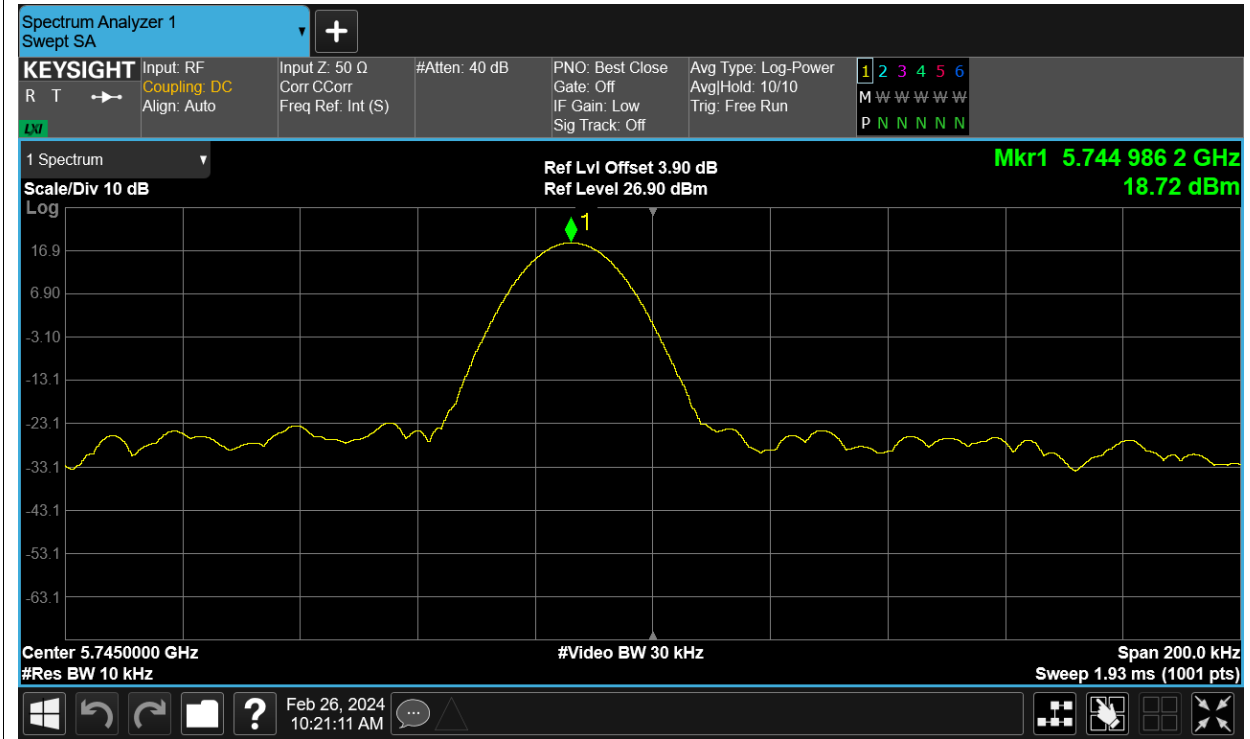 Spectrum Analyzer 1
Swept SA
+
KEYSIGHT
R T
LXI
Input: RF
Coupling: DC
Align: Auto
Input Z: 50 Ω
Corr CCorr
Freq Ref: Int (S)
#Atten: 40 dB
PNO: Best Close
Gate: Off
IF Gain: Low
Sig Track: Off
Avg Type: Log-Power
Avg|Hold: 10/10
Trig: Free Run
1 2 3 4 5 6
M W W W W W
P N N N N N
1 Spectrum
Scale/Div 10 dB
Log
Ref Lvl Offset 3.90 dB
Ref Level 26.90 dBm
Mkr1 5.744 986 2 GHz
18.72 dBm
1
16.9
6.90
-3.10
-13.1
-23.1
-33.1
-43.1
-53.1
-63.1
Center 5.7450000 GHz
#Res BW 10 kHz
#Video BW 30 kHz
Span 200.0 kHz
Sweep 1.93 ms (1001 pts)
?
Feb 26, 2024
10:21:11 AM